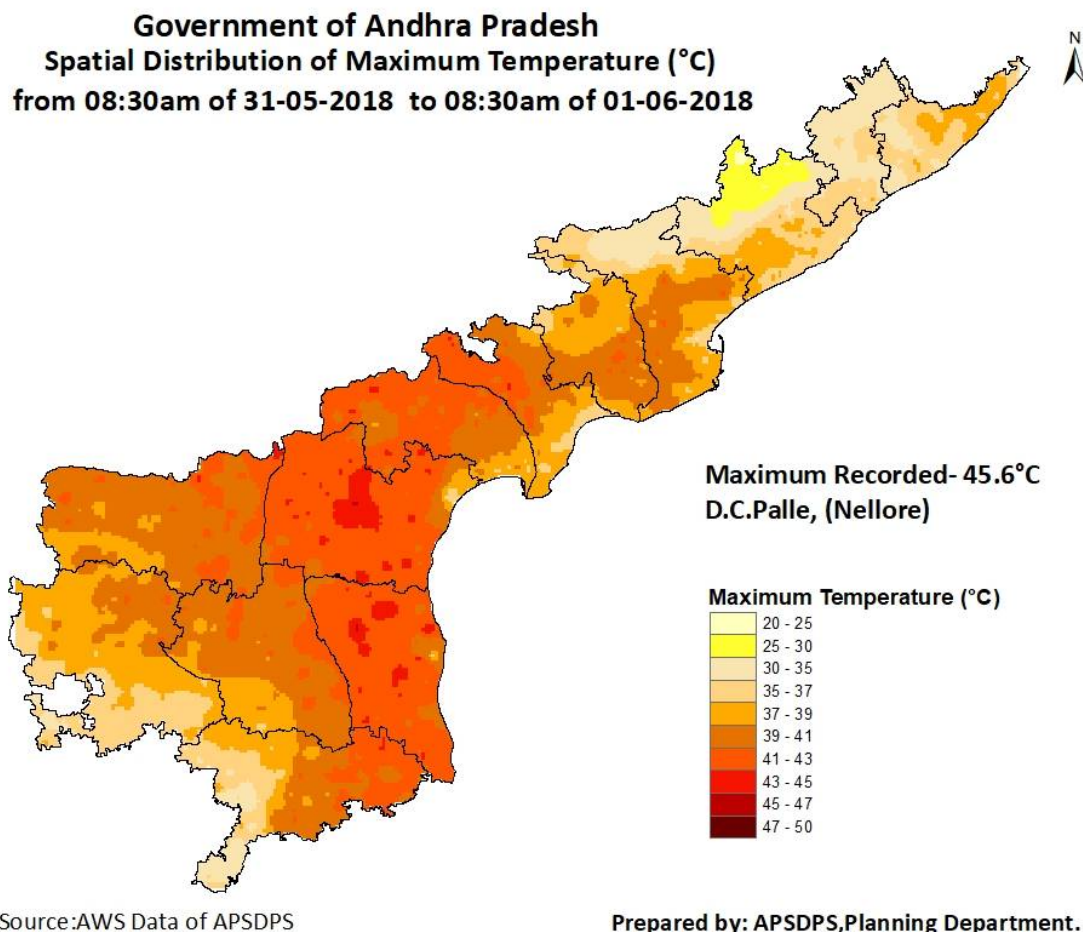 Government of Andhra Pradesh
Spatial Distribution of Maximum Temperature (°C)
from 08:30am of 31-05-2018 to 08:30am of 01-06-2018
N
Maximum Recorded- 45.6°C
D.C.Palle, (Nellore)
Maximum Temperature (°C)
20 - 25
25 - 30
30 - 35
35 - 37
37 - 39
39 - 41
41 - 43
43 - 45
45 - 47
47 - 50
Source:AWS Data of APSDPS
Prepared by: APSDPS,Planning Department.